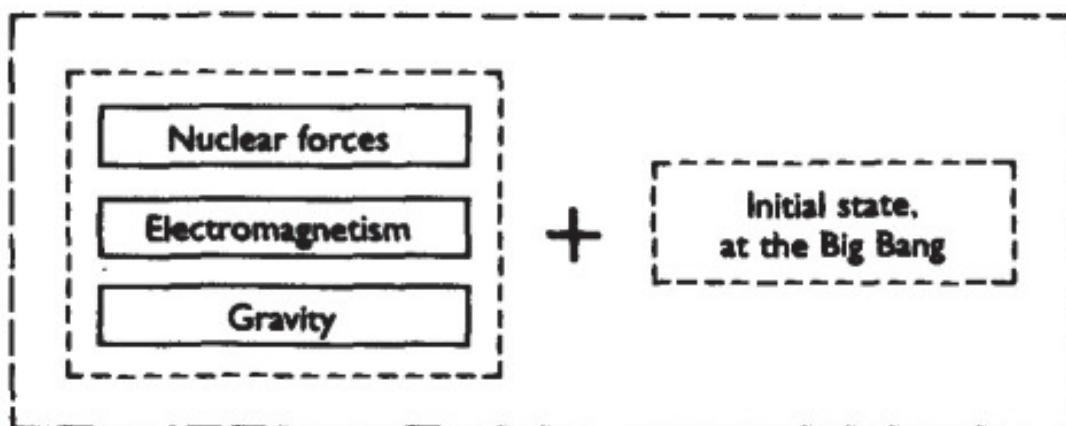 Nuclear forces
Electromagnetism
Gravity
+
Initial state,
at the Big Bang